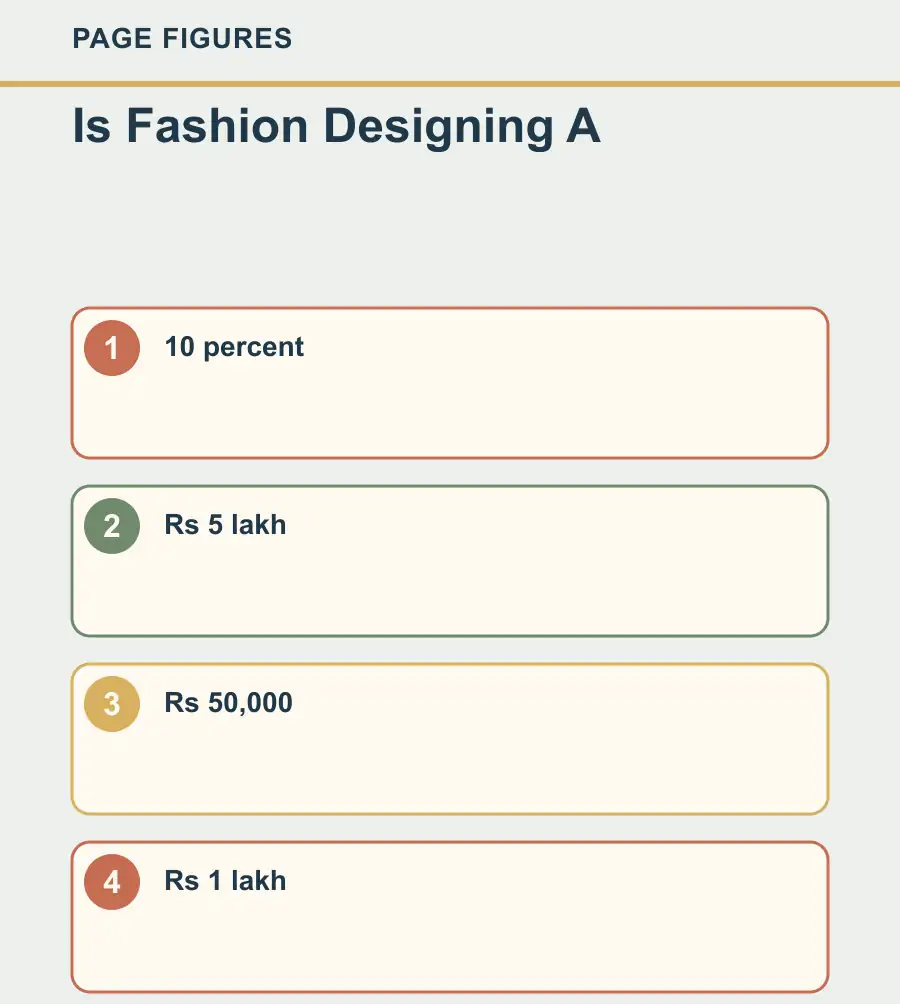 PAGE FIGURES
Is Fashion Designing A
1 10 percent
2 Rs 5 lakh
3 Rs 50,000
4 Rs 1 lakh